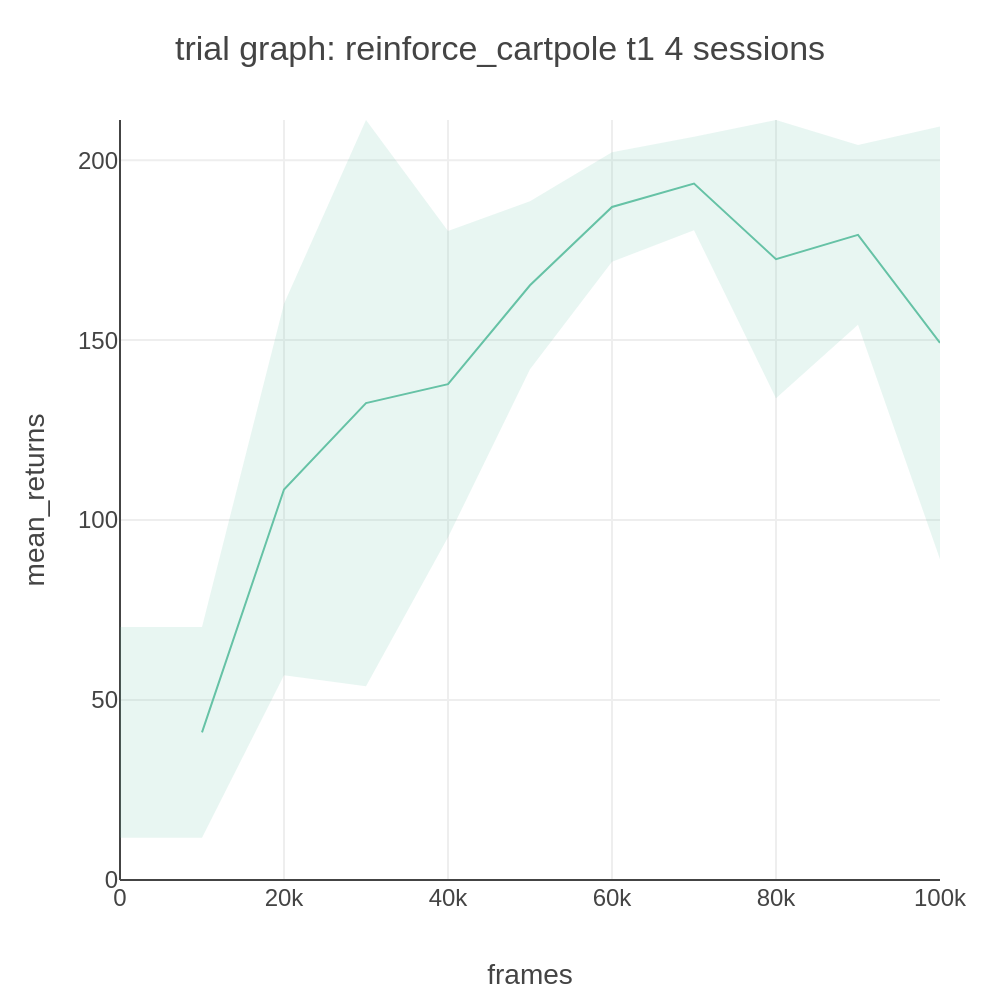 trial graph: reinforce_cartpole t1 4 sessions
200
150
100
50
0
mean_returns
0 20k 40k 60k 80k 100k
frames